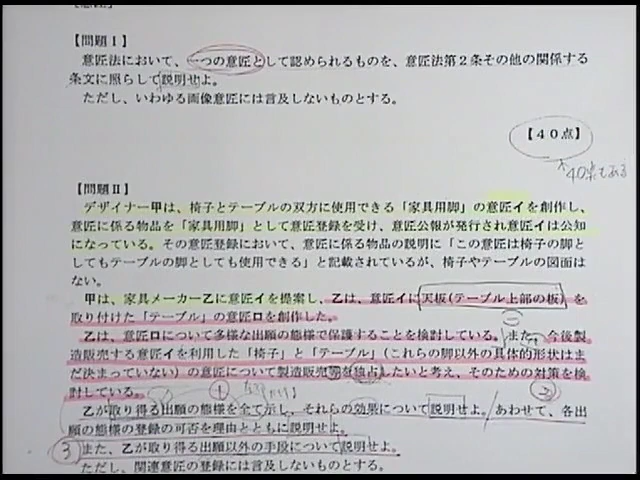 【問題Ⅰ】
意匠法において、一つの意匠として認められるものを、意匠法第2条その他の関係する
条文に照らして説明せよ。
ただし、いわゆる画像意匠には言及しないものとする。
【40点】
40点もある
【問題Ⅱ】
デザイナー甲は、椅子とテーブルの双方に使用できる「家具用脚」の意匠イを創作し、
意匠に係る物品を「家具用脚」として意匠登録を受け、意匠公報が発行され意匠イは公知
になっている。その意匠登録において、意匠に係る物品の説明に「この意匠は椅子の脚と
してもテーブルの脚としても使用できる」と記載されているが、椅子やテーブルの図面は
ない。
甲は、家具メーカー乙に意匠イを提案し、乙は、意匠イに天板(テーブル上部の板)を
取り付けた「テーブル」の意匠ロを創作した。
乙は、意匠ロについて多様な出願の態様で保護することを検討している。また、今後製
造販売する意匠イを利用した「椅子」と「テーブル」(これらの脚以外の具体的形状はま
だ決まっていない)の意匠について製造販売を独占したいと考え、そのための対策を検
討している。
①
②
乙が取り得る出願の態様を全て示し、それらの効果について説明せよ。あわせて、各出
願の態様の登録の可否を理由とともに説明せよ。
③ また、乙が取り得る出願以外の手段について説明せよ。
ただし、関連意匠の登録には言及しないものとする。